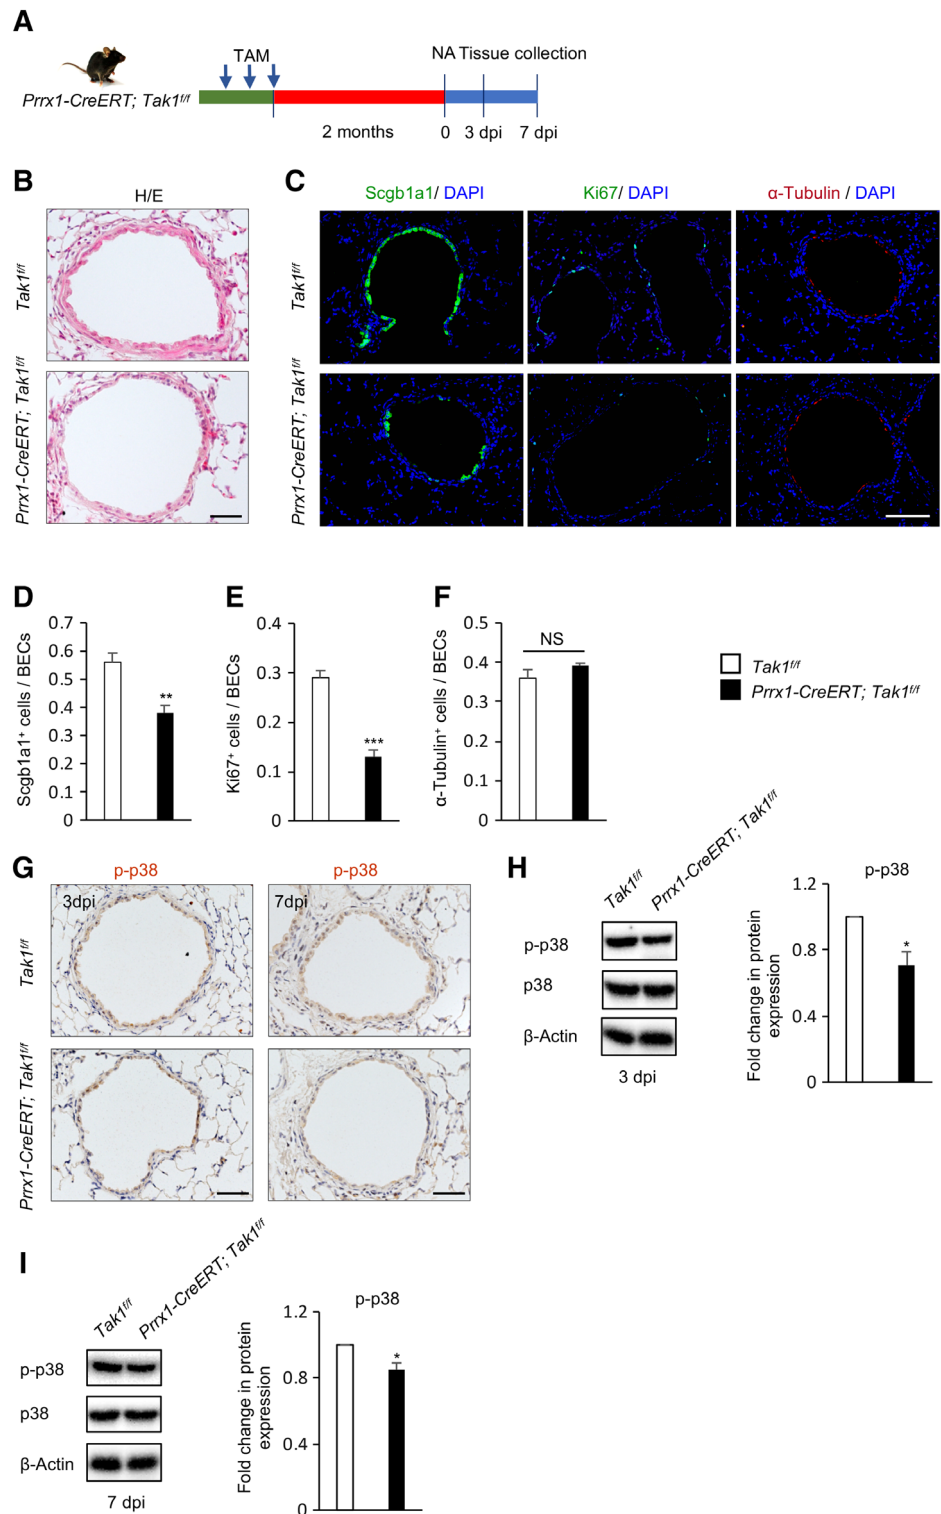 A
TAM
NA Tissue collection
Prrx1-CreERT; Tak1f/f
2 months
0
3 dpi
7 dpi
B
H/E
Tak1f/f
Prrx1-CreERT; Tak1f/f
C
Scgb1a1/ DAPI
Ki67/ DAPI
α-Tubulin / DAPI
Tak1f/f
Prrx1-CreERT; Tak1f/f
D
Scgb1a1+ cells / BECs
0.7
0.6
0.5
0.4
0.3
0.2
0.1
0
**
E
Ki67+ cells / BECs
0.4
0.3
0.2
0.1
0
***
F
α-Tubulin+ cells / BECs
0.5
0.4
0.3
0.2
0.1
0
NS
Tak1f/f
Prrx1-CreERT; Tak1f/f
G
p-p38
p-p38
3dpi
7dpi
Tak1f/f
Prrx1-CreERT; Tak1f/f
H
Tak1f/f
Prrx1-CreERT; Tak1f/f
p-p38
p38
β-Actin
3 dpi
p-p38
Fold change in protein
expression
1.2
0.8
0.4
0
*
I
Tak1f/f
Prrx1-CreERT; Tak1f/f
p-p38
p38
β-Actin
7 dpi
p-p38
Fold change in protein
expression
1.2
0.8
0.4
0
*